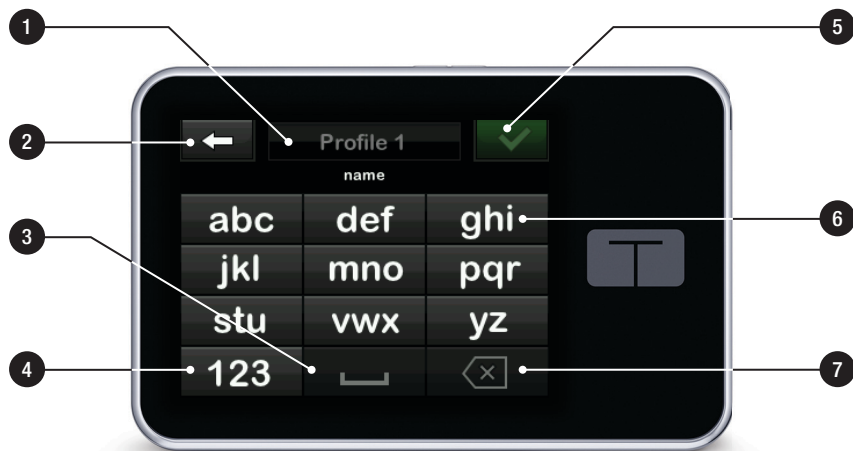 1
5
2
Profile 1
name
3
abc def ghi
6
jkl mno pqr
stu vwx yz
4
123
7